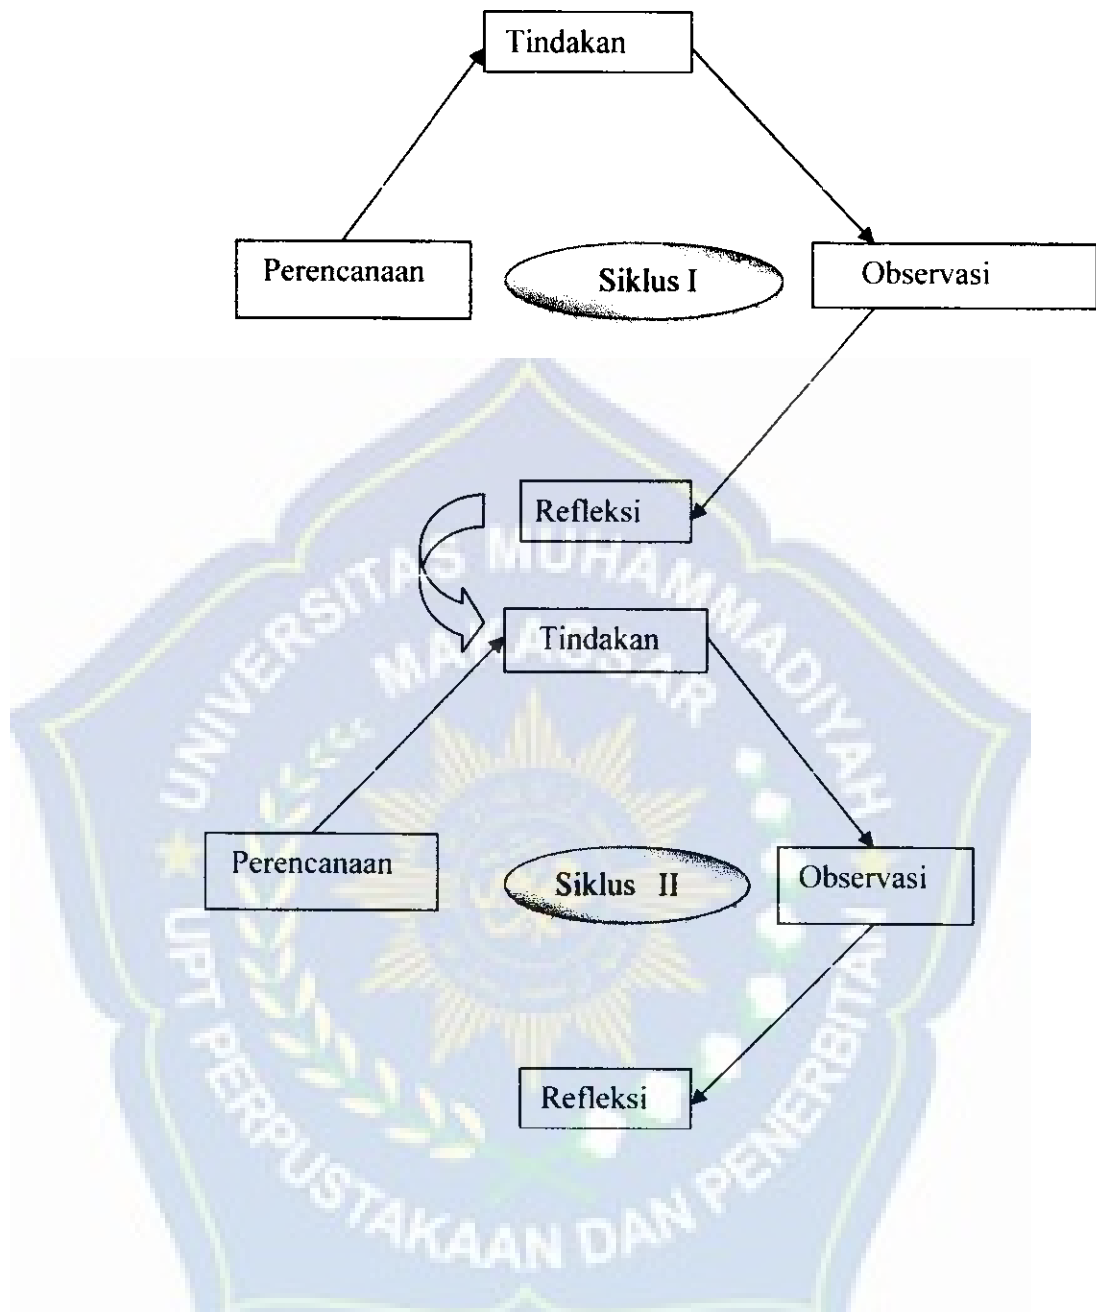 Tindakan
Perencanaan
Siklus I
Observasi
Refleksi
Tindakan
Perencanaan
Siklus II
Observasi
Refleksi
UNIVERSITAS MUHAMMADIYAH
MAKASSAR
UPT PERPUSTAKAAN DAN PENERBITAN